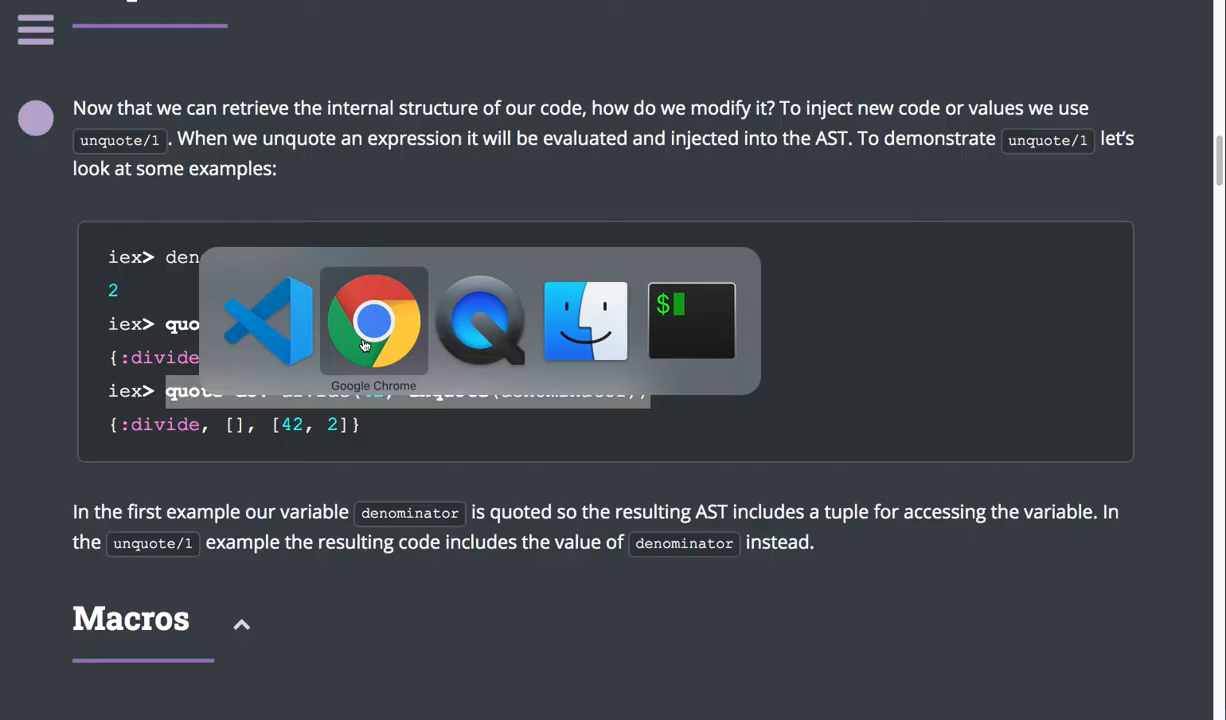 Now that we can retrieve the internal structure of our code, how do we modify it? To inject new code or values we use
unquote/1 . When we unquote an expression it will be evaluated and injected into the AST. To demonstrate unquote/1 let's
look at some examples:
iex> den
2
iex> quo
{:divide
$
Google Chrome
iex>
{:divide, [], [42, 2]}
In the first example our variable denominator is quoted so the resulting AST includes a tuple for accessing the variable. In
the unquote/1 example the resulting code includes the value of denominator instead.
Macros